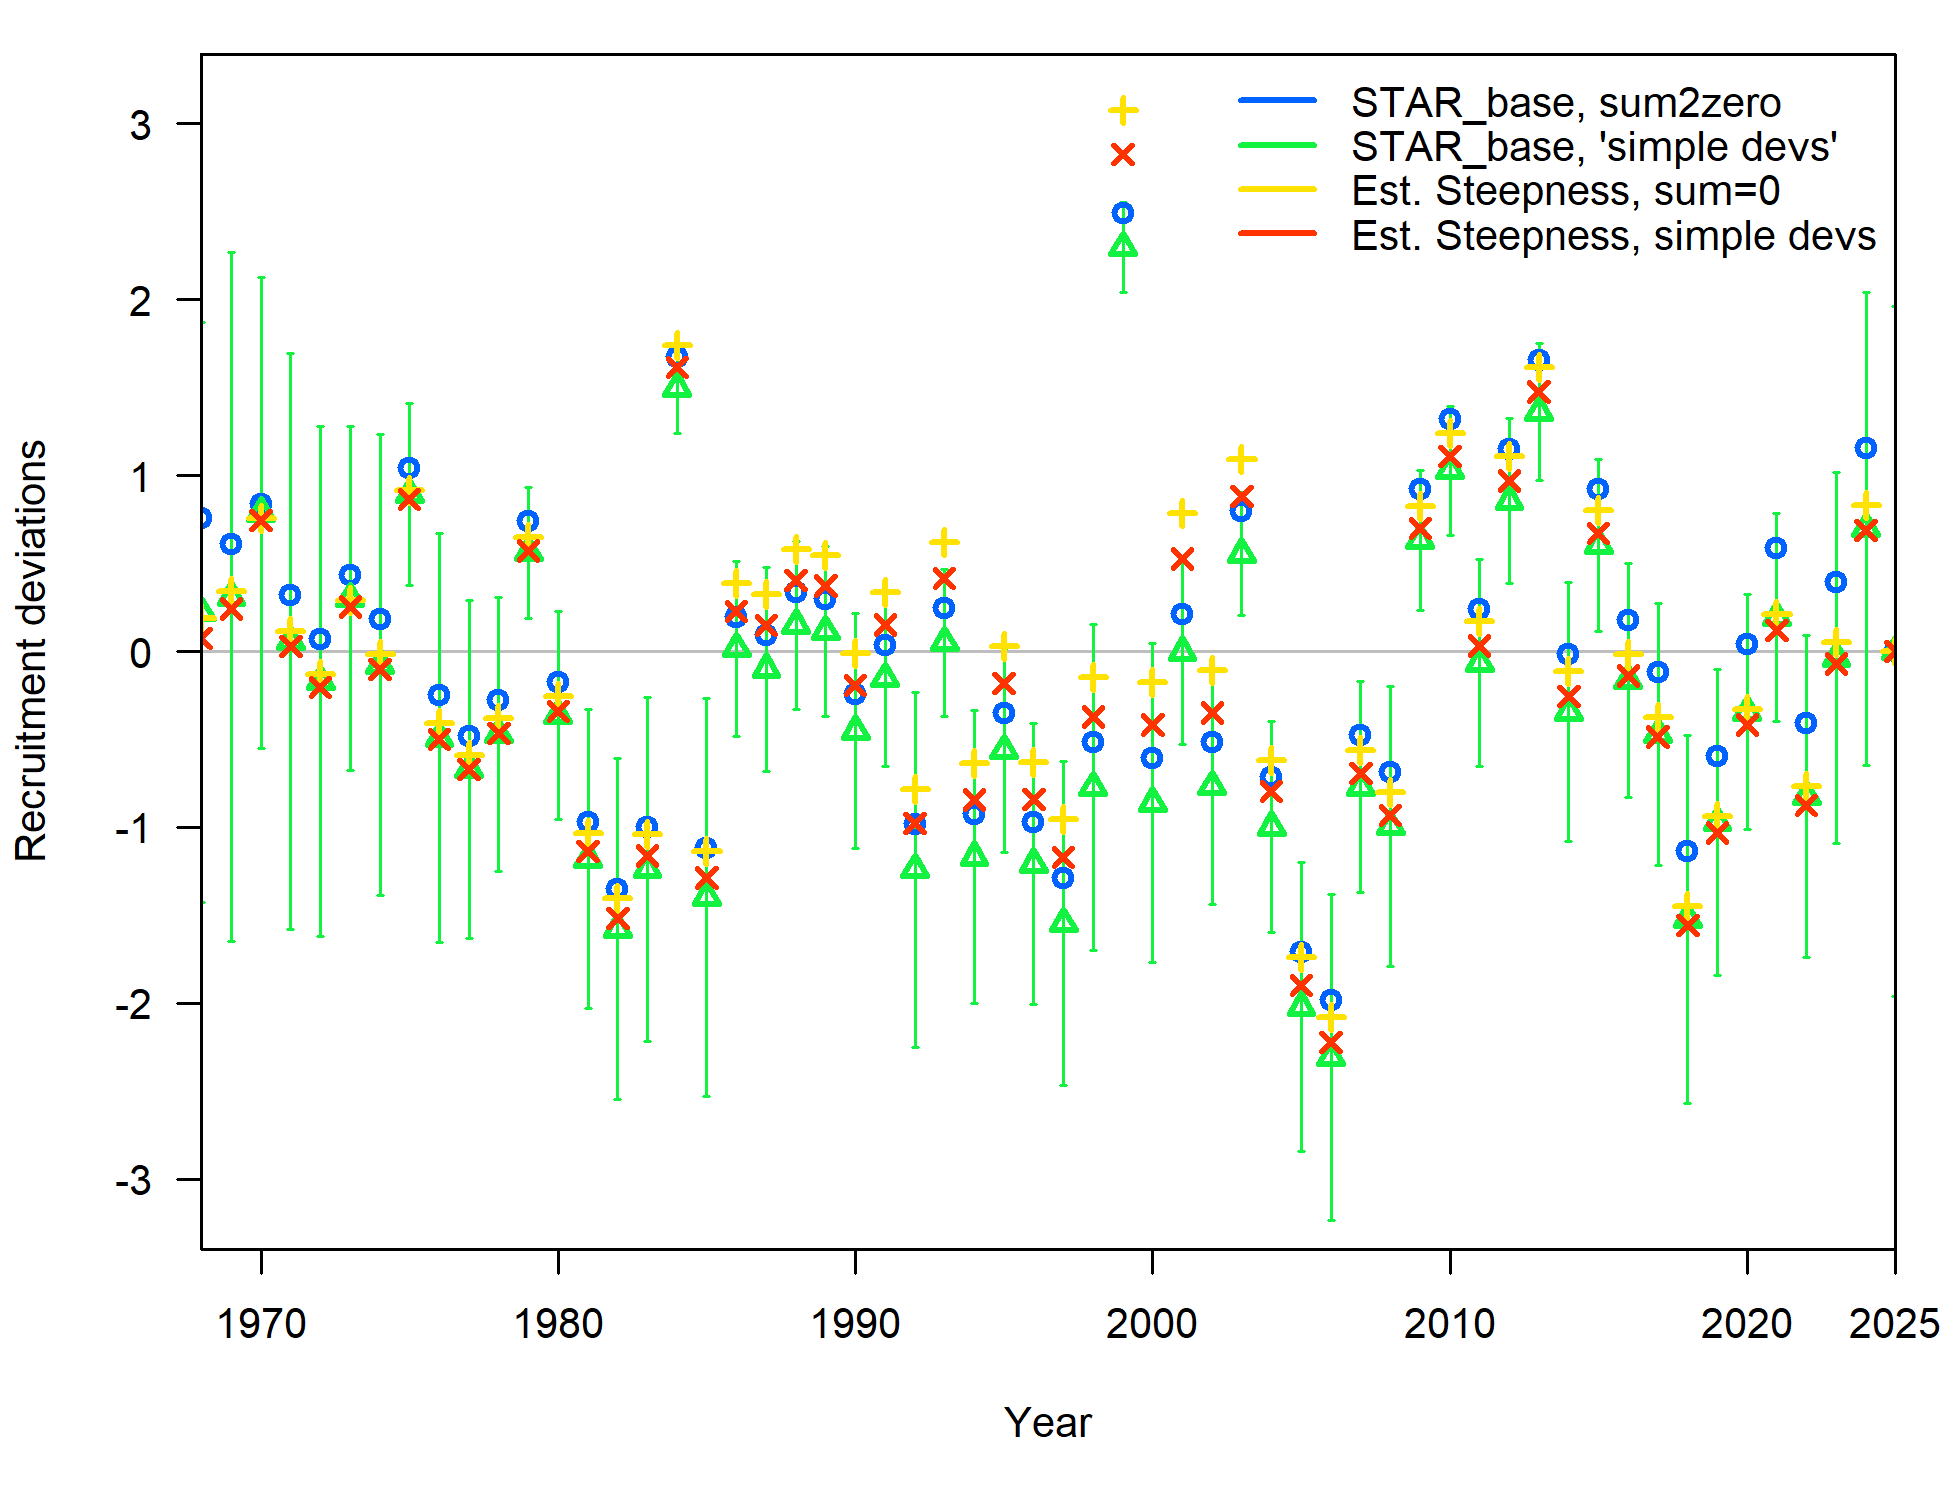 STAR_base, sum2zero
STAR_base, 'simple devs'
Est. Steepness, sum=0
Est. Steepness, simple devs
Recruitment deviations
3
2
1
0
-1
-2
-3
1970 1980 1990 2000 2010 2020 2025
Year